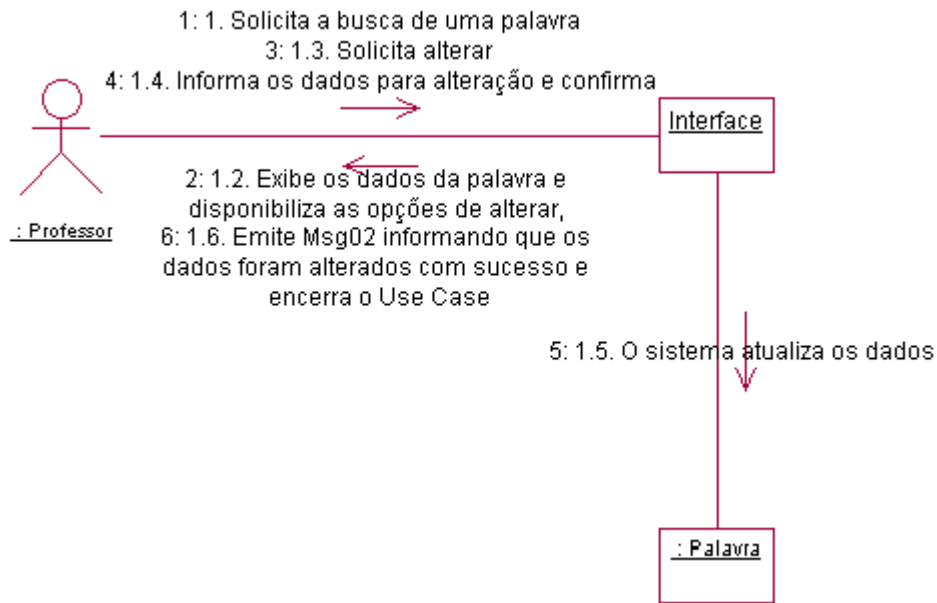 1: 1. Solicita a busca de uma palavra
3: 1.3. Solicita alterar
4: 1.4. Informa os dados para alteração e confirma
Interface
2: 1.2. Exibe os dados da palavra e
disponibiliza as opções de alterar,
: Professor
6: 1.6. Emite Msg02 informando que os
dados foram alterados com sucesso e
encerra o Use Case
5: 1.5. O sistema atualiza os dados
: Palavra